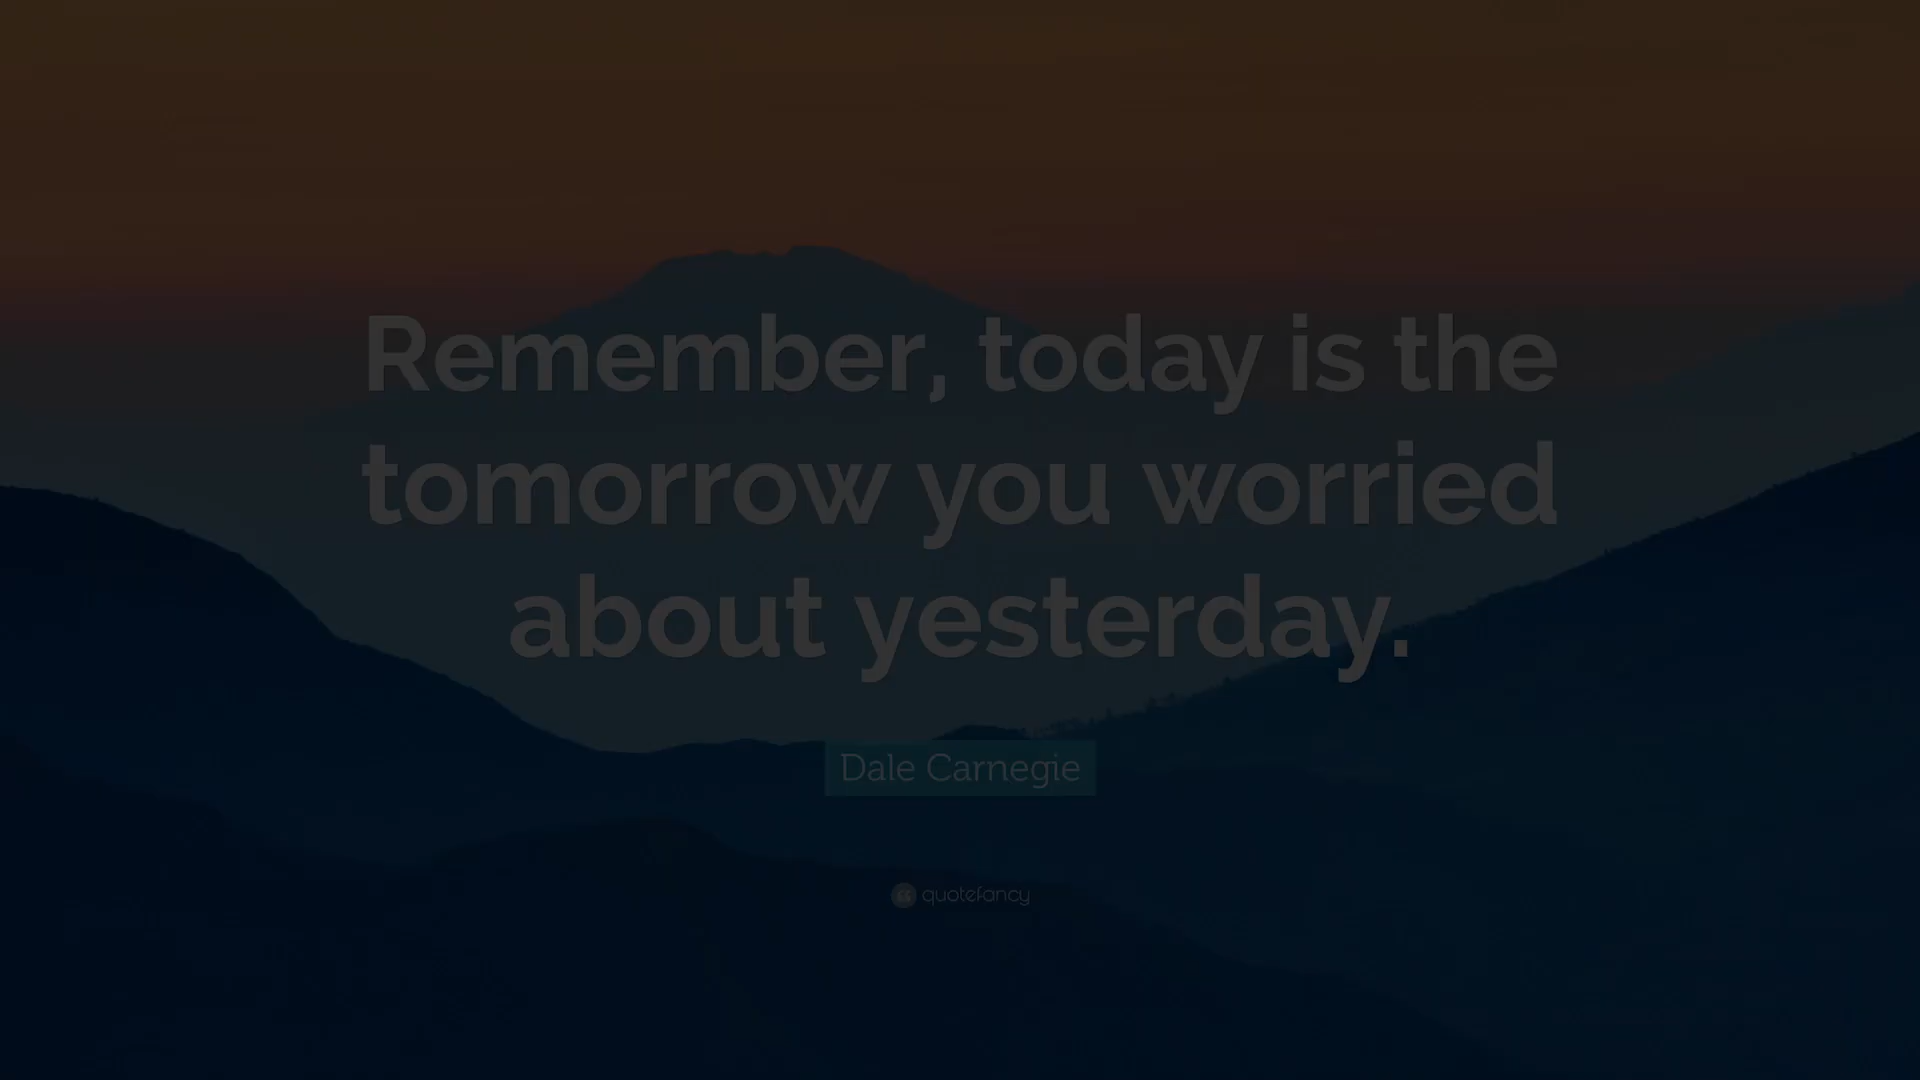 Remember, today is the
tomorrow you worried
about yesterday.
Dale Carnegie
quotefancy